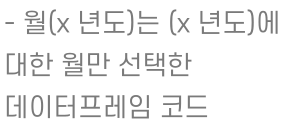 - 월(x 년도)는 (x 년도)에
대한 월만 선택한
데이터프레임 코드